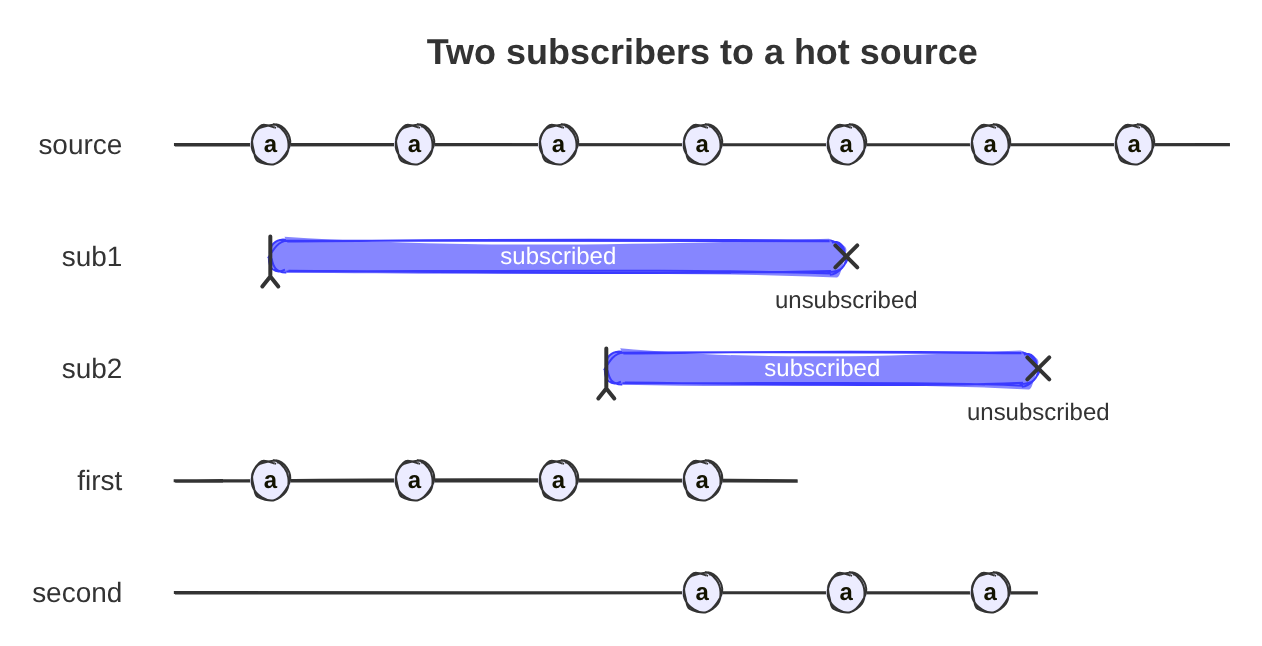 Two subscribers to a hot source
source a a a a a a a
sub1 subscribed
unsubscribed
sub2 subscribed
unsubscribed
first a a a a
second a a a